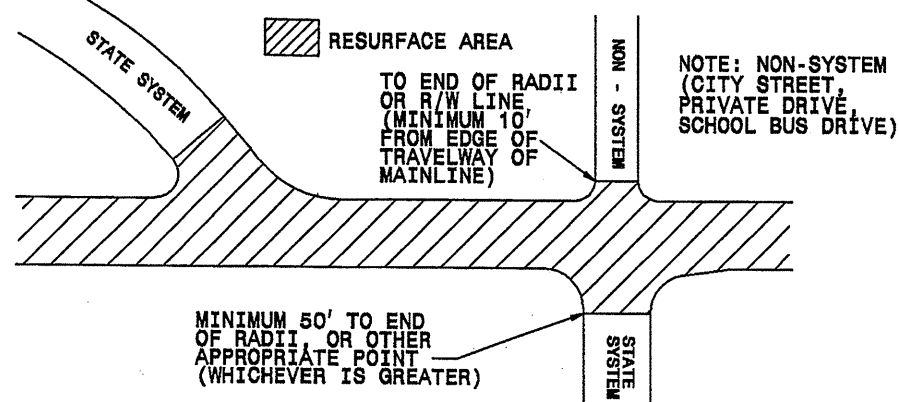 STATE SYSTEM
RESURFACE AREA
TO END OF RADII
OR R/W LINE,
(MINIMUM 10'
FROM EDGE OF
TRAVELWAY OF
MAINLINE)
NON - SYSTEM
NOTE: NON-SYSTEM
(CITY STREET,
PRIVATE DRIVE,
SCHOOL BUS DRIVE)
MINIMUM 50' TO END
OF RADII, OR OTHER
APPROPRIATE POINT
(WHICHEVER IS GREATER)
STATE
SYSTEM